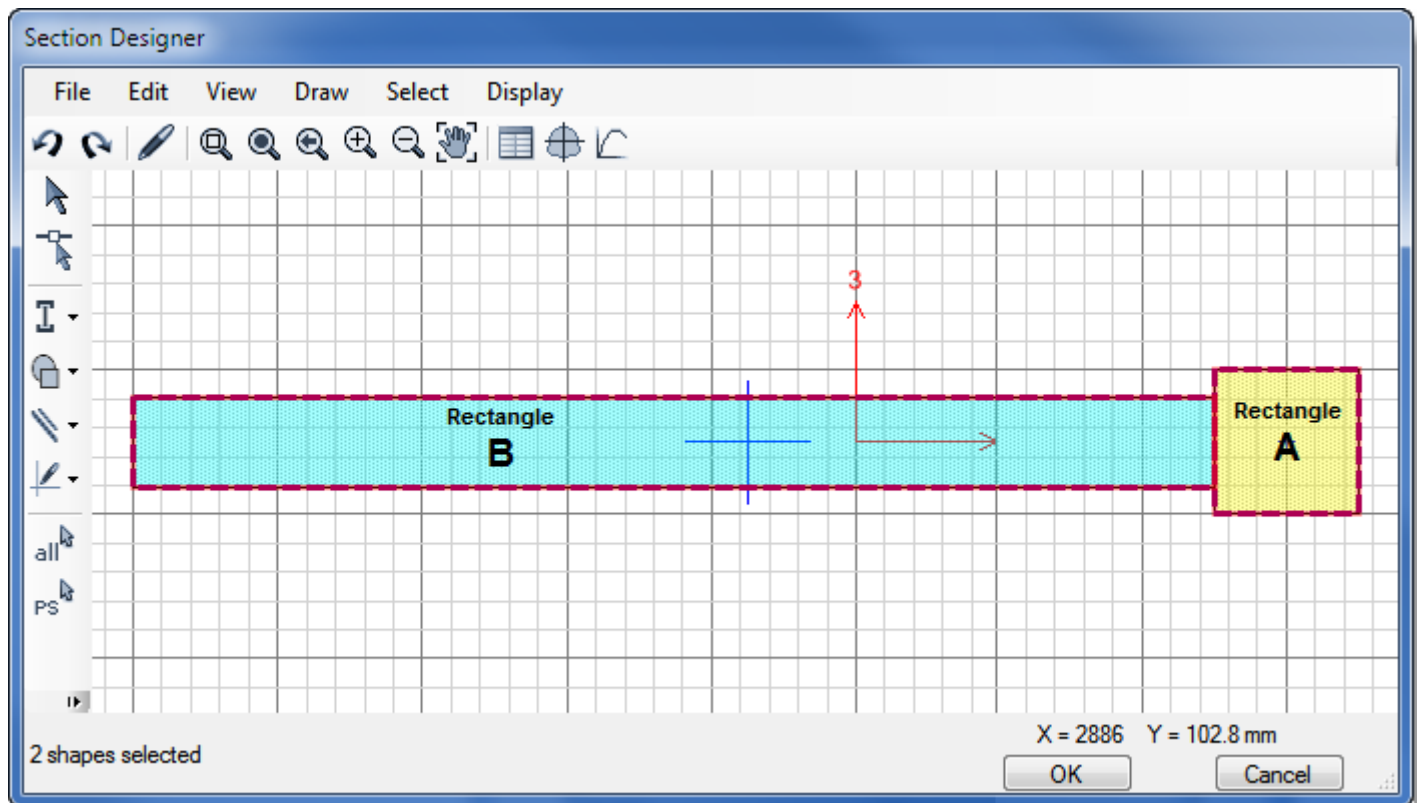 Section Designer
File Edit View Draw Select Display
3
Rectangle
B
Rectangle
A
all
PS
X = 2886 Y = 102.8 mm
2 shapes selected
OK Cancel